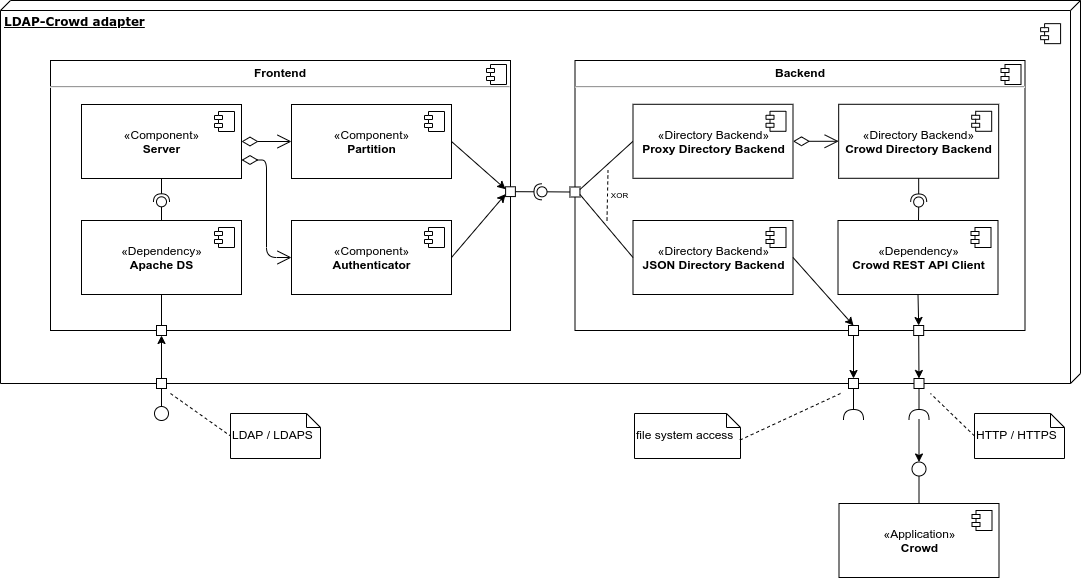 LDAP-Crowd adapter
Frontend
«Component»
Server
«Component»
Partition
«Dependency»
Apache DS
«Component»
Authenticator
Backend
«Directory Backend»
Proxy Directory Backend
«Directory Backend»
Crowd Directory Backend
XOR
«Directory Backend»
JSON Directory Backend
«Dependency»
Crowd REST API Client
LDAP / LDAPS
file system access
HTTP / HTTPS
«Application»
Crowd